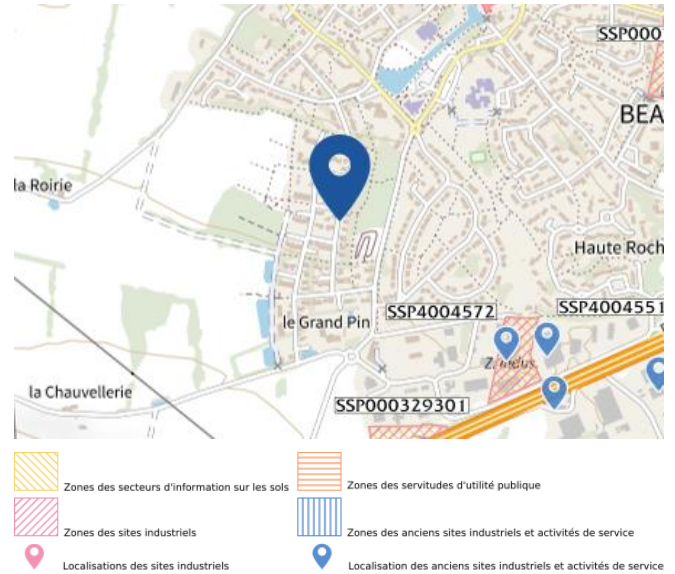 SSP000
BEA
la Roirie
Haute Roch
SSP4004572
SSP4004551
le Grand Pin
Z. indus.
la Chauvellerie
SSP000329301
Zones des secteurs d'information sur les sols
Zones des servitudes d'utilité publique
Zones des sites industriels
Zones des anciens sites industriels et activités de service
Localisations des sites industriels
Localisation des anciens sites industriels et activités de service